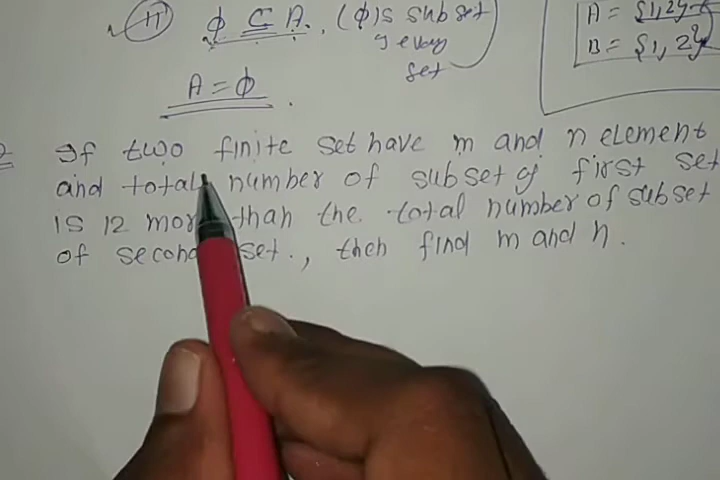 (ii) ϕ ⊆ A. , (ϕ is subset
of every
set
A = {1, 2}
B = {1, 2}
A = ϕ .
2 If two finite set have m and n element
and total number of subset of first set
is 12 more than the total number of subset
of second set. , then find m and n.